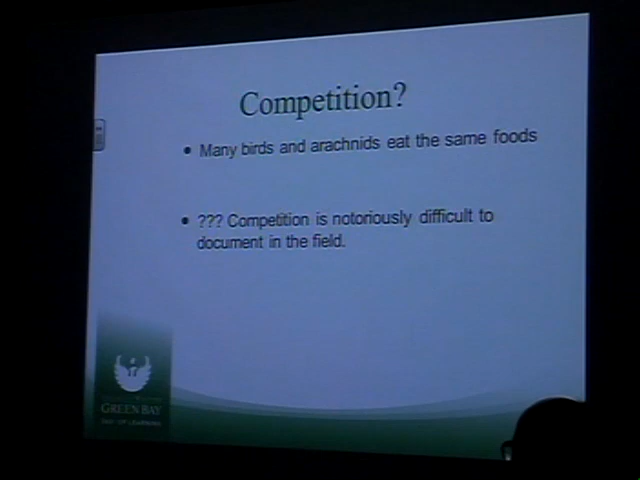 Competition?
• Many birds and arachnids eat the same foods
• ??? Competition is notoriously difficult to
document in the field.
GREEN BAY